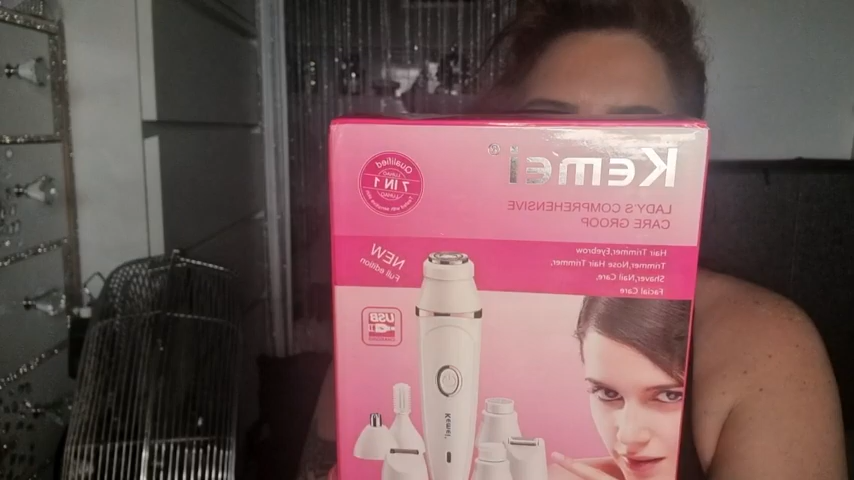 Kemei®
LADY'S COMPREHENSIVE
CARE GROOP
Qualified
7 IN 1
Hair Trimmer,Eyebrow
Trimmer,Nose Hair Trimmer,
Shaver,Nail Care,
Facial Care
NEW
Full edition
USB
Kemei